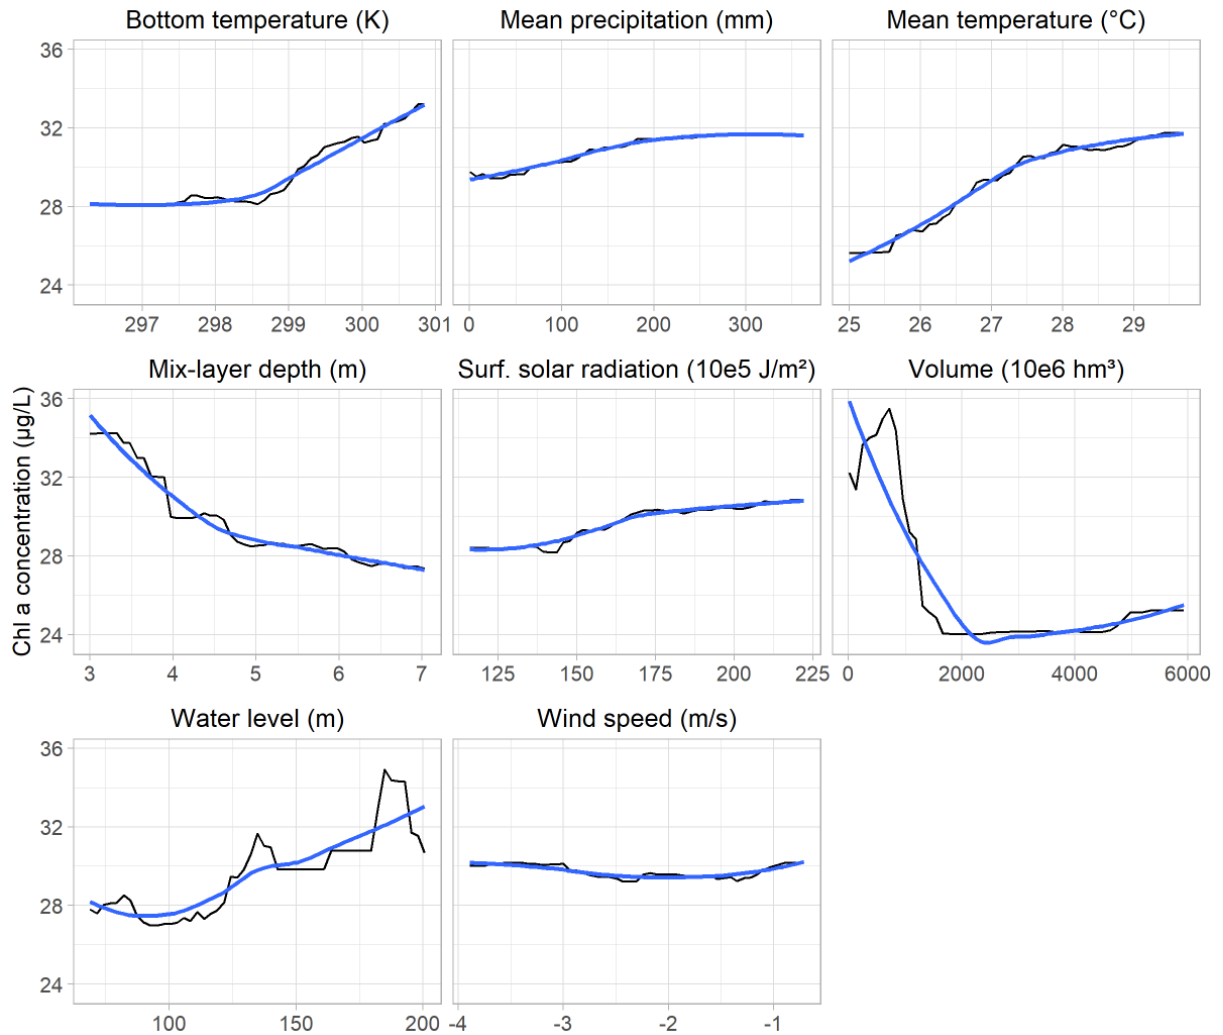 Bottom temperature (K) Mean precipitation (mm) Mean temperature (°C)
36
32
28
24
297 298 299 300 301 0 100 200 300 25 26 27 28 29
Mix-layer depth (m) Surf. solar radiation (10e5 J/m²) Volume (10e6 hm³)
Chl a concentration (µg/L)
36
32
28
24
3 4 5 6 7 125 150 175 200 225 0 2000 4000 6000
Water level (m) Wind speed (m/s)
36
32
28
24
100 150 200 -4 -3 -2 -1